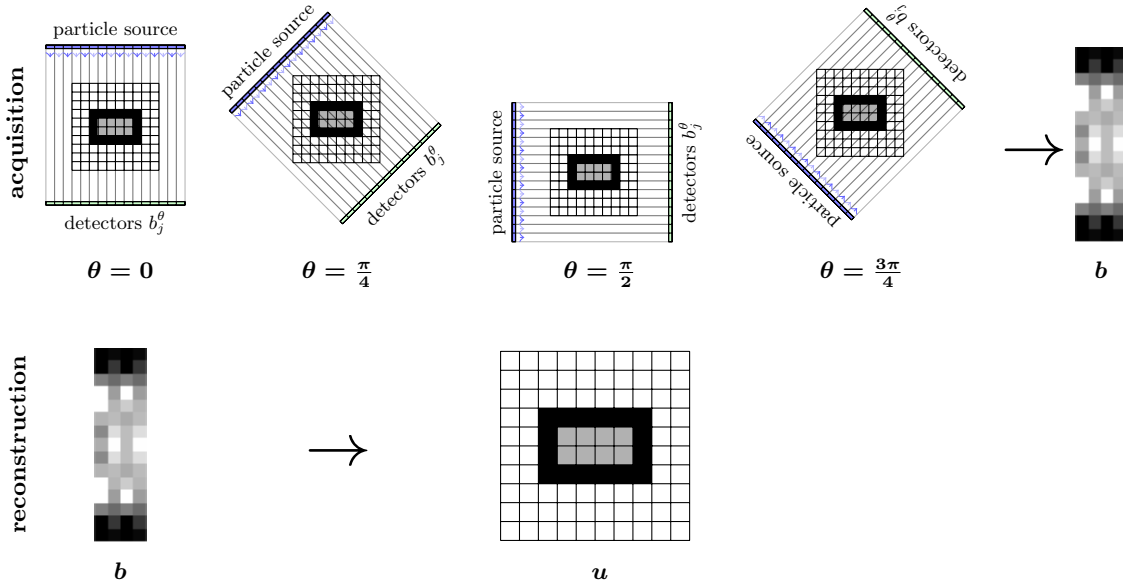 acquisition
particle source
detectors $b_j^\theta$
$\theta = 0$
particle source
detectors $b_j^\theta$
$\theta = \frac{\pi}{4}$
particle source
detectors $b_j^\theta$
$\theta = \frac{\pi}{2}$
particle source
detectors $b_j^\theta$
$\theta = \frac{3\pi}{4}$
b
reconstruction
b
u